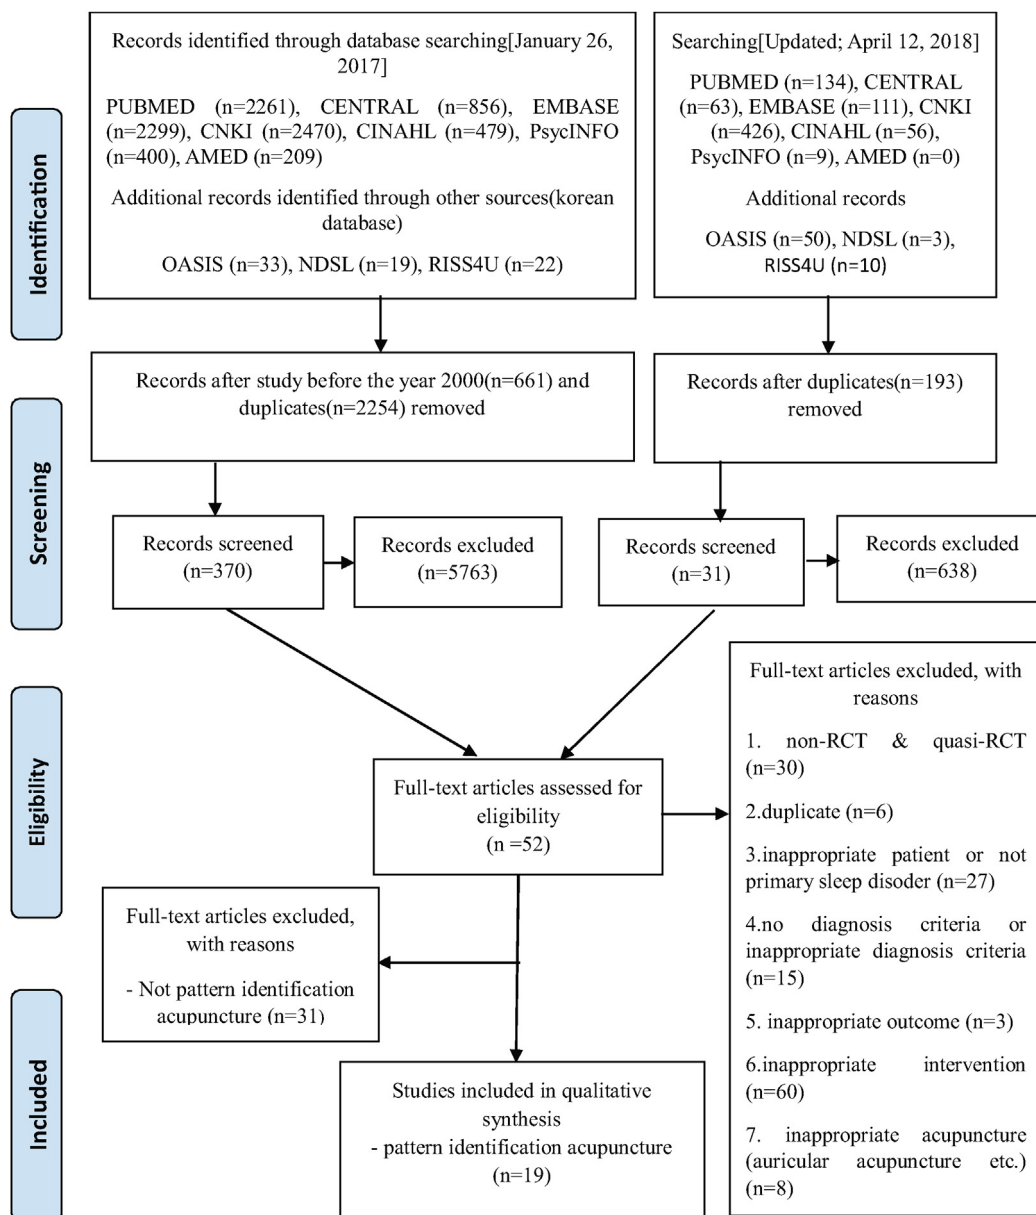 Identification
Records identified through database searching[January 26,
2017]
PUBMED (n=2261), CENTRAL (n=856), EMBASE
(n=2299), CNKI (n=2470), CINAHL (n=479), PsycINFO
(n=400), AMED (n=209)
Additional records identified through other sources(korean
database)
OASIS (n=33), NDSL (n=19), RISS4U (n=22)
Searching[Updated; April 12, 2018]
PUBMED (n=134), CENTRAL
(n=63), EMBASE (n=111), CNKI
(n=426), CINAHL (n=56),
PsycINFO (n=9), AMED (n=0)
Additional records
OASIS (n=50), NDSL (n=3),
RISS4U (n=10)
Records after study before the year 2000(n=661) and
duplicates(n=2254) removed
Records after duplicates(n=193)
removed
Screening
Records screened
(n=370)
Records excluded
(n=5763)
Records screened
(n=31)
Records excluded
(n=638)
Eligibility
Full-text articles assessed for
eligibility
(n =52)
Full-text articles excluded, with
reasons
1. non-RCT & quasi-RCT
(n=30)
2.duplicate (n=6)
3.inappropriate patient or not
primary sleep disoder (n=27)
4.no diagnosis criteria or
inappropriate diagnosis criteria
(n=15)
5. inappropriate outcome (n=3)
6.inappropriate intervention
(n=60)
7. inappropriate acupuncture
(auricular acupuncture etc.)
(n=8)
Full-text articles excluded,
with reasons
- Not pattern identification
acupuncture (n=31)
Included
Studies included in qualitative
synthesis
- pattern identification acupuncture
(n=19)